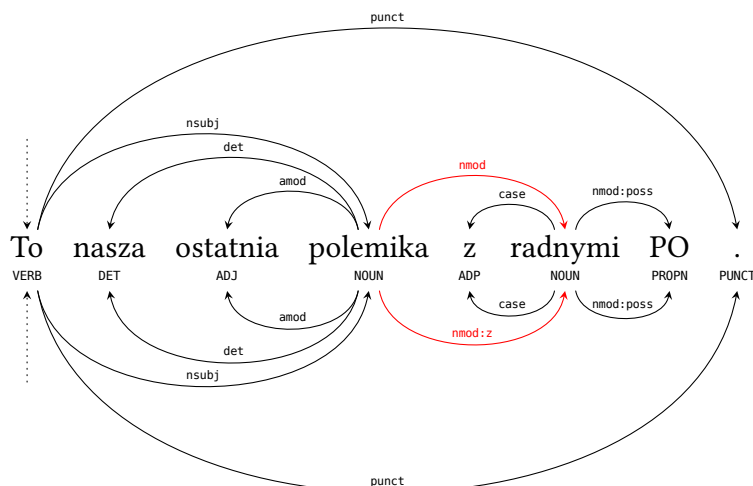 punct
nsubj
det
nmod
amod
case
nmod:poss
To nasza ostatnia polemika z radnymi PO .
VERB DET ADJ NOUN ADP NOUN PROPN PUNCT
amod
case
nmod:poss
nmod:z
det
nsubj
punct